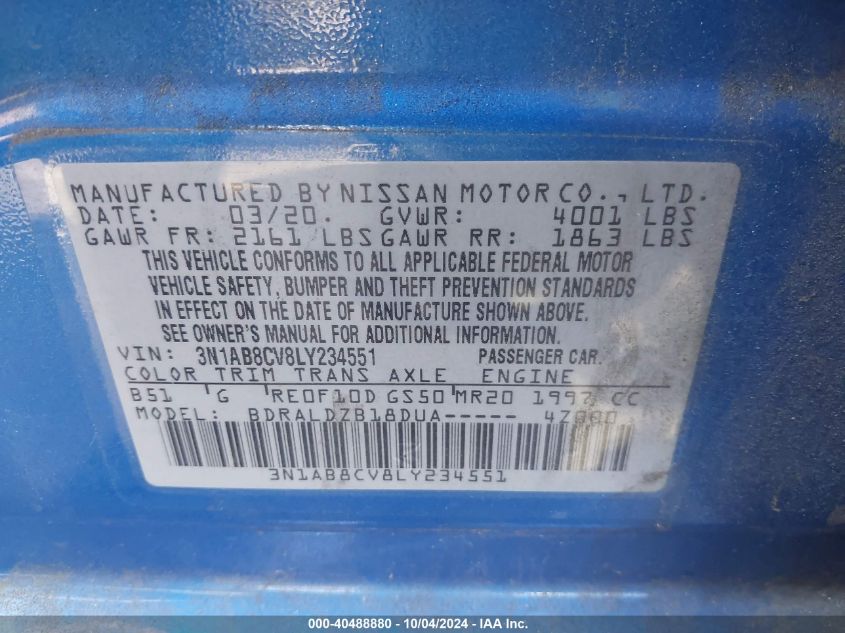 MANUFACTURED BY NISSAN MOTOR CO., LTD.
DATE: 03/20. GVWR: 4001 LBS
GAWR FR: 2161 LBS GAWR RR: 1863 LBS
THIS VEHICLE CONFORMS TO ALL APPLICABLE FEDERAL MOTOR
VEHICLE SAFETY, BUMPER AND THEFT PREVENTION STANDARDS
IN EFFECT ON THE DATE OF MANUFACTURE SHOWN ABOVE.
SEE OWNER'S MANUAL FOR ADDITIONAL INFORMATION.
VIN: 3N1AB8CV8LY234551 PASSENGER CAR.
COLOR TRIM TRANS AXLE ENGINE
B51 G RE0F10D GS50 MR20 1997 CC
MODEL: BDRALDZB18DUA-----
3N1AB8CV8LY234551
000-40488880 - 10/04/2024 - IAA Inc.